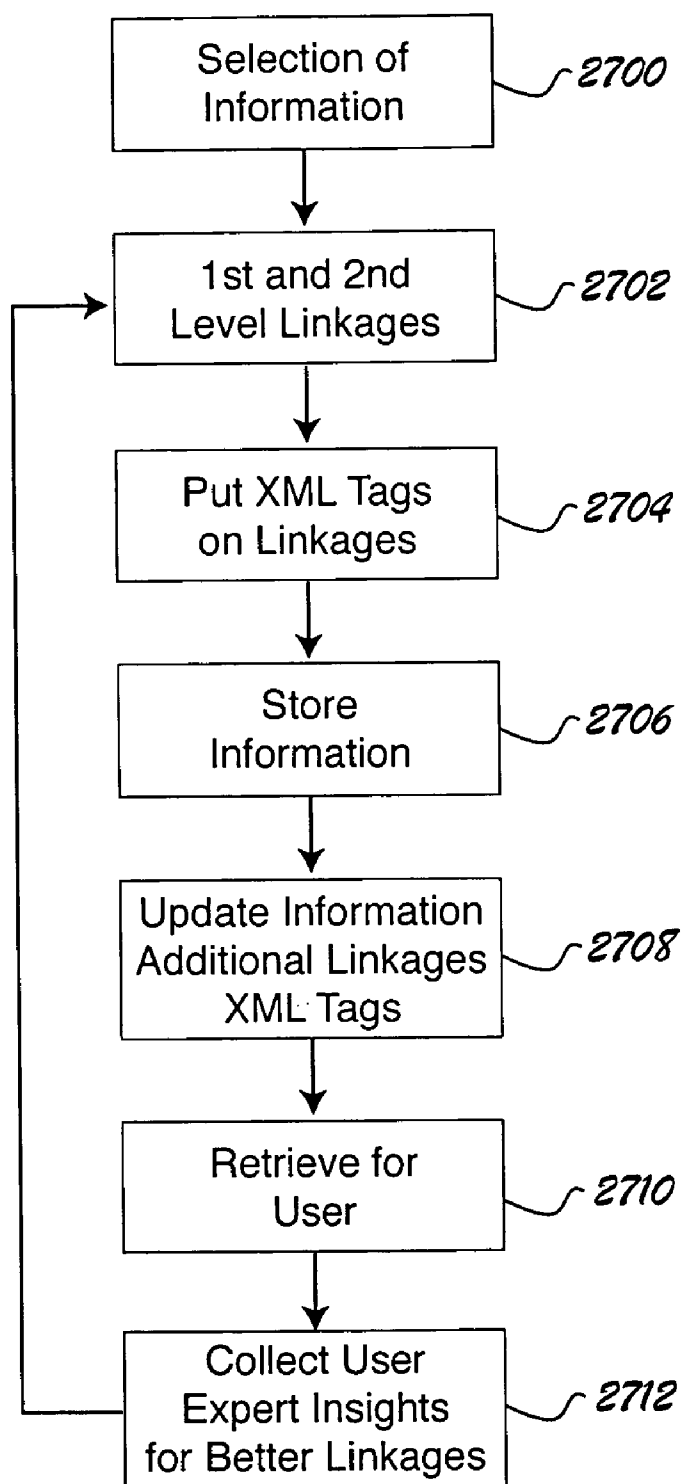 Selection of
Information
2700
1st and 2nd
Level Linkages
2702
Put XML Tags
on Linkages
2704
Store
Information
2706
Update Information
Additional Linkages
XML Tags
2708
Retrieve for
User
2710
Collect User
Expert Insights
for Better Linkages
2712